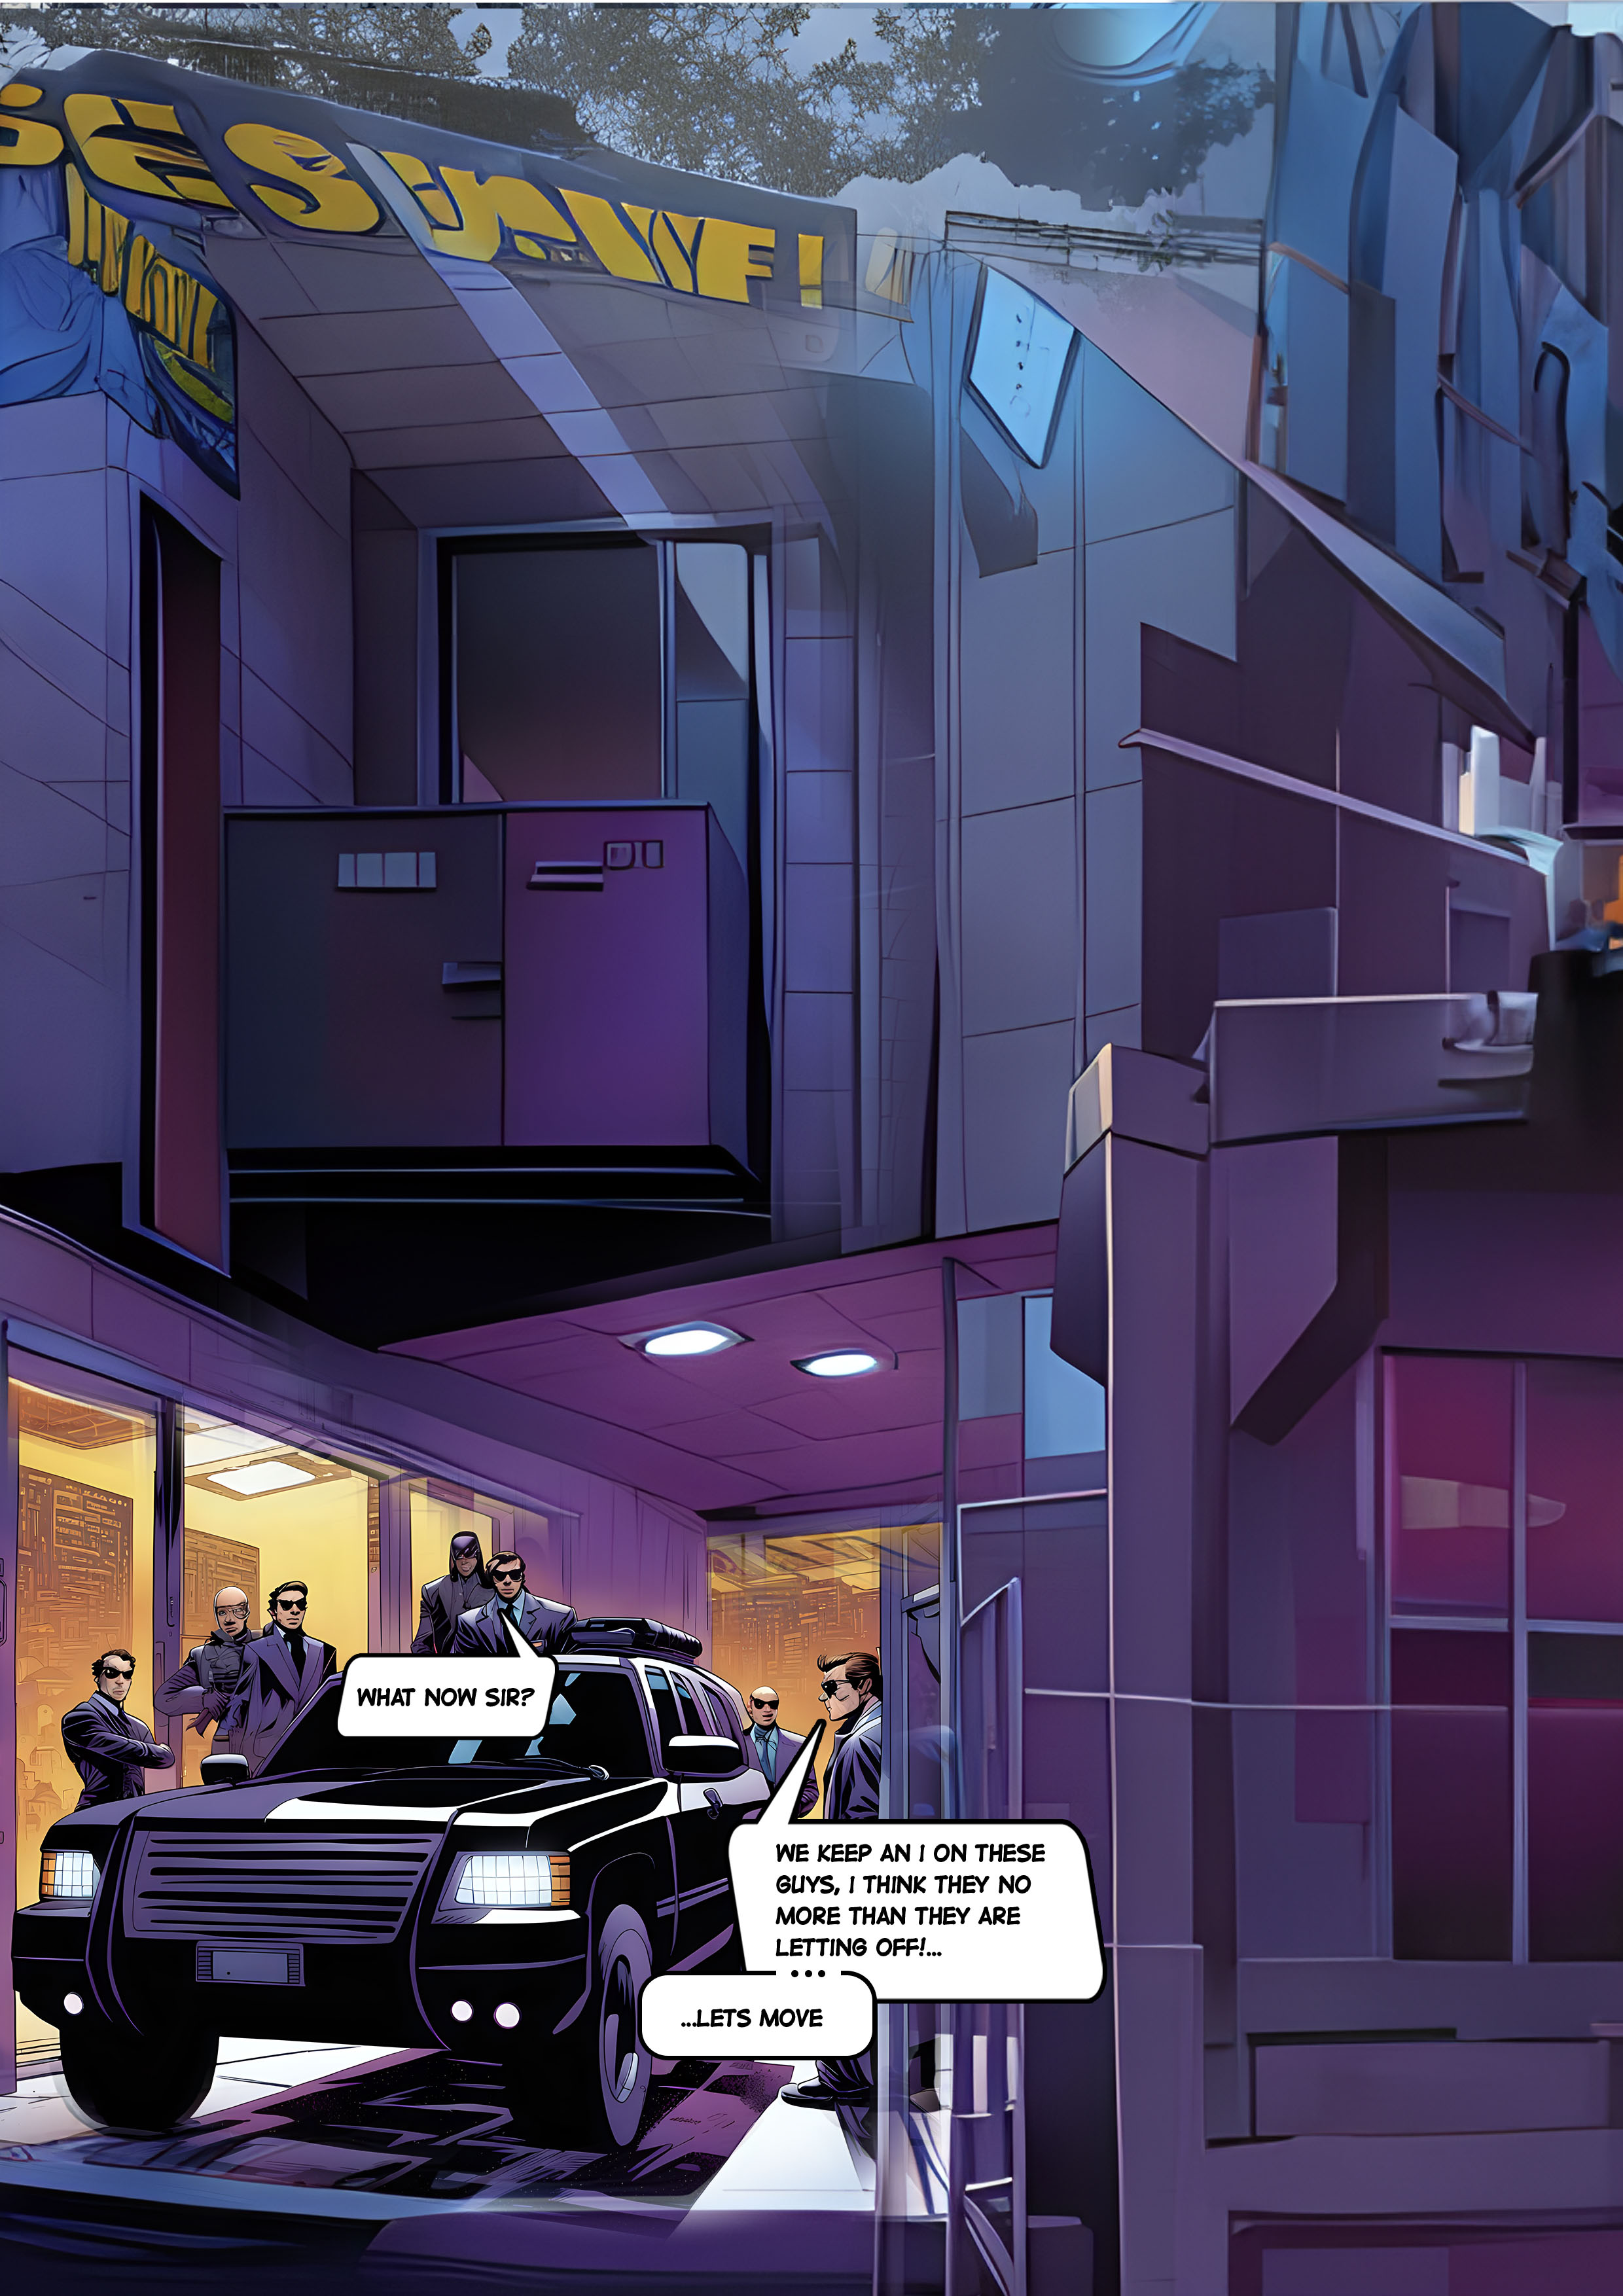 WHAT NOW SIR?
WE KEEP AN I ON THESE
GUYS, I THINK THEY NO
MORE THAN THEY ARE
LETTING OFF!...
...LETS MOVE